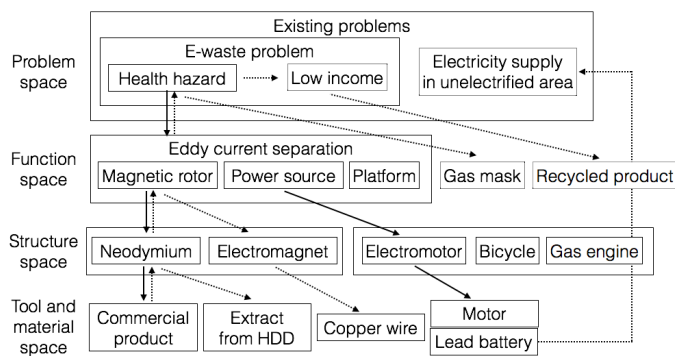 Existing problems
E-waste problem
Problem
space
Health hazard
Low income
Electricity supply
in unelectrified area
Function
space
Eddy current separation
Magnetic rotor
Power source
Platform
Gas mask
Recycled product
Structure
space
Neodymium
Electromagnet
Electromotor
Bicycle
Gas engine
Tool and
material
space
Commercial
product
Extract
from HDD
Copper wire
Motor
Lead battery